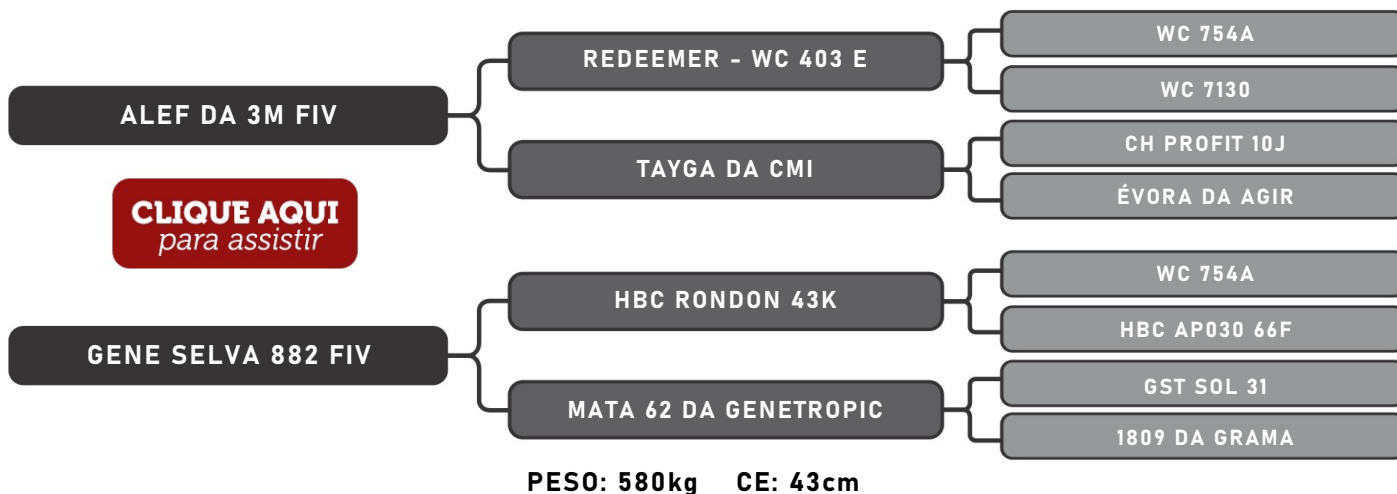 ALEF DA 3M FIV
REDEEMER - WC 403 E
WC 754A
WC 7130
TAYGA DA CMI
CH PROFIT 10J
ÉVORA DA AGIR
CLIQUE AQUI
para assistir
GENE SELVA 882 FIV
HBC RONDON 43K
WC 754A
HBC AP030 66F
MATA 62 DA GENETROPIC
GST SOL 31
1809 DA GRAMA
PESO: 580kg CE: 43cm